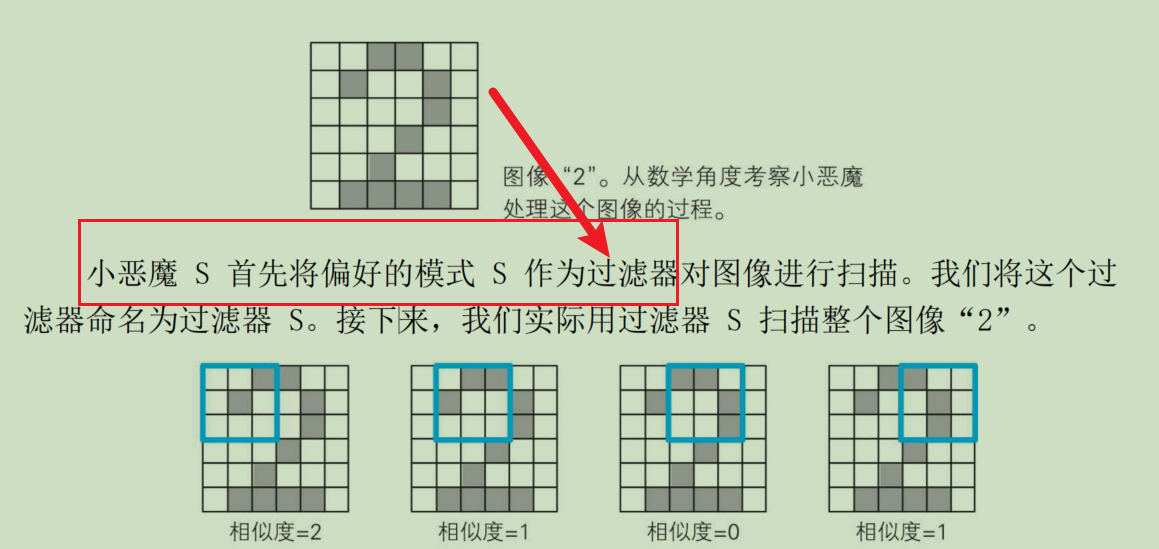 图像“2”。从数学角度考察小恶魔
处理这个图像的过程。
小恶魔 S 首先将偏好的模式 S 作为过滤器对图像进行扫描。我们将这个过
滤器命名为过滤器 S。接下来，我们实际用过滤器 S 扫描整个图像“2”。
相似度=2
相似度=1
相似度=0
相似度=1